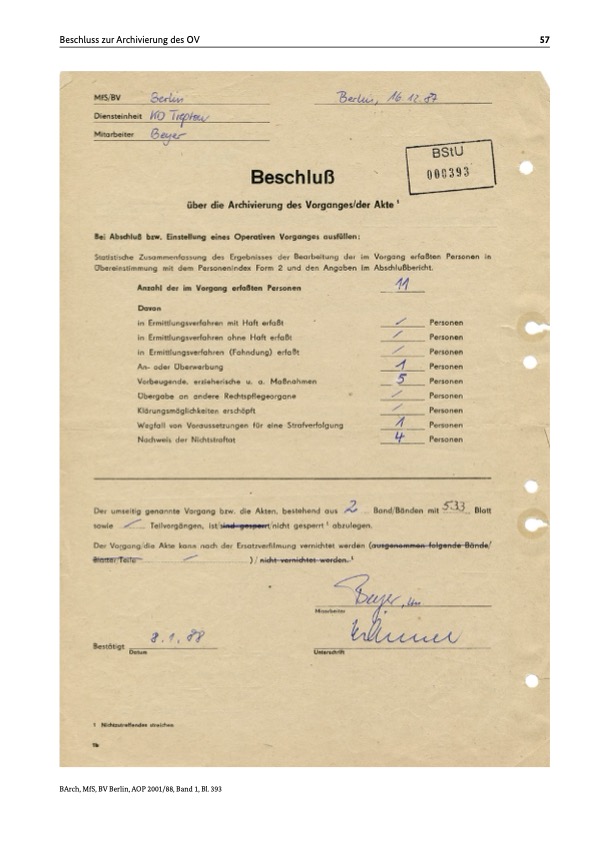 Beschluss zur Archivierung des OV 57
MfS/BV Berlin Berlin, 16.12.87
Diensteinheit KD Treptow
Mitarbeiter Beyer
BStU
000393
Beschluß
über die Archivierung des Vorganges/der Akte 1
Bei Abschluß bzw. Einstellung eines Operativen Vorganges ausfüllen:
Statistische Zusammenfassung des Ergebnisses der Bearbeitung der im Vorgang erfaßten Personen in
Übereinstimmung mit dem Personenindex Form 2 und den Angaben im Abschlußbericht.
Anzahl der im Vorgang erfaßten Personen 11
Davon
in Ermittlungsverfahren mit Haft erfaßt / Personen
in Ermittlungsverfahren ohne Haft erfaßt / Personen
in Ermittlungsverfahren (Fahndung) erfaßt / Personen
An- oder Überwerbung 1 Personen
Vorbeugende, erzieherische u. a. Maßnahmen 5 Personen
Übergabe an andere Rechtspflegeorgane / Personen
Klärungsmöglichkeiten erschöpft / Personen
Wegfall von Voraussetzungen für eine Strafverfolgung 1 Personen
Nachweis der Nichtstraftat 4 Personen
Der umseitig genannte Vorgang bzw. die Akten, bestehend aus 2 Band/Bänden mit 533 Blatt
sowie / Teilvorgängen, ist/sind gesperrt/nicht gesperrt 1 abzulegen.
Der Vorgang/die Akte kann nach der Ersatzverfilmung vernichtet werden (ausgenommen folgende Bände/
Blatt/Teile / )/ nicht vernichtet werden. 1
Beyer,
Mitarbeiter
Bestätigt 8.1.88
Datum Unterschrift
1 Nichtzutreffendes streichen
BArch, MfS, BV Berlin, AOP 2001/88, Band 1, Bl. 393